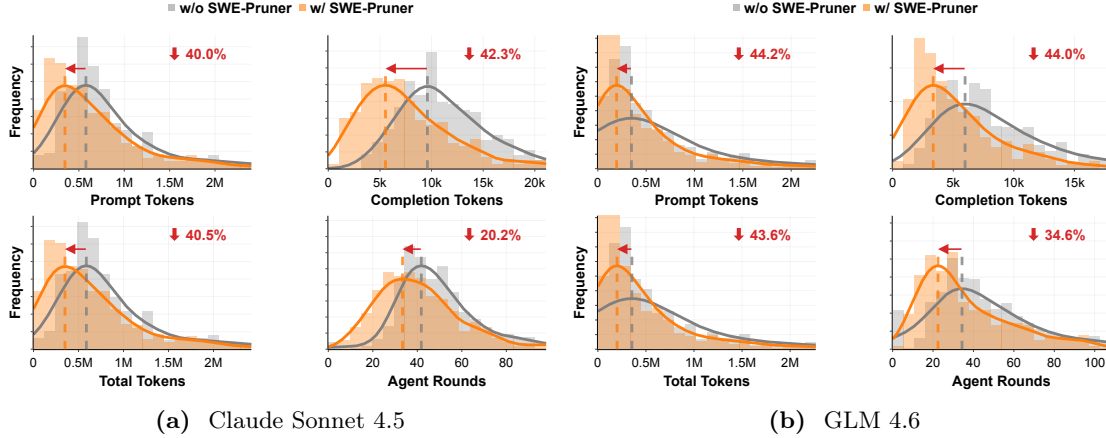 w/o SWE-Pruner w/ SWE-Pruner
40.0%
Frequency
0 0.5M 1M 1.5M 2M
Prompt Tokens
42.3%
0 5k 10k 15k 20k
Completion Tokens
40.5%
Frequency
0 0.5M 1M 1.5M 2M
Total Tokens
20.2%
0 20 40 60 80
Agent Rounds
(a) Claude Sonnet 4.5
w/o SWE-Pruner w/ SWE-Pruner
44.2%
Frequency
0 0.5M 1M 1.5M 2M
Prompt Tokens
44.0%
0 5k 10k 15k
Completion Tokens
43.6%
Frequency
0 0.5M 1M 1.5M 2M
Total Tokens
34.6%
0 20 40 60 80 100
Agent Rounds
(b) GLM 4.6